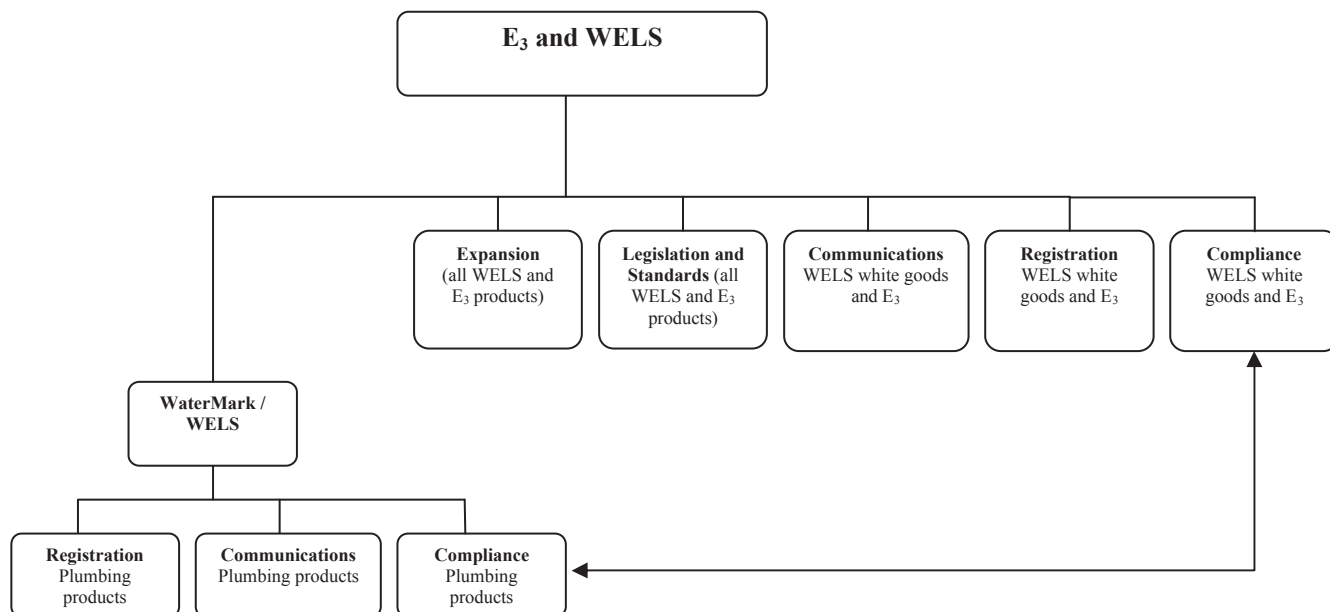 E₃ and WELS
Expansion
(all WELS and
E₃ products)
Legislation and
Standards (all
WELS and E₃
products)
Communications
WELS white goods
and E₃
Registration
WELS white
goods and E₃
Compliance
WELS white
goods and E₃
WaterMark /
WELS
Registration
Plumbing
products
Communications
Plumbing products
Compliance
Plumbing
products